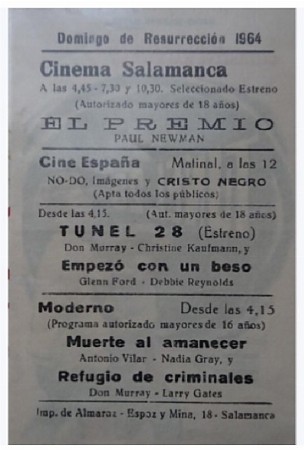 Domingo de Resurrección 1964
Cinema Salamanca
A las 4,45 - 7,30 y 10,30. Seleccionado Estreno
(Autorizado mayores de 18 años)
EL PREMIO
PAUL NEWMAN
Cine España Matinal, a las 12
NO-DO, Imágenes y CRISTO NEGRO
(Apta todos los públicos)
Desde las 4,15. (Aut. mayores de 18 años)
TUNEL 28 (Estreno)
Don Murray - Christine Kaufmann, y
Empezó con un beso
Glenn Ford - Debbie Reynolds
Moderno Desde las 4,15
(Programa autorizado mayores de 16 años)
Muerte al amanecer
Antonio Vilar - Nadia Gray, y
Refugio de criminales
Don Murray - Larry Gates
Imp. de Almaraz - Espoz y Mina, 18 - Salamanca